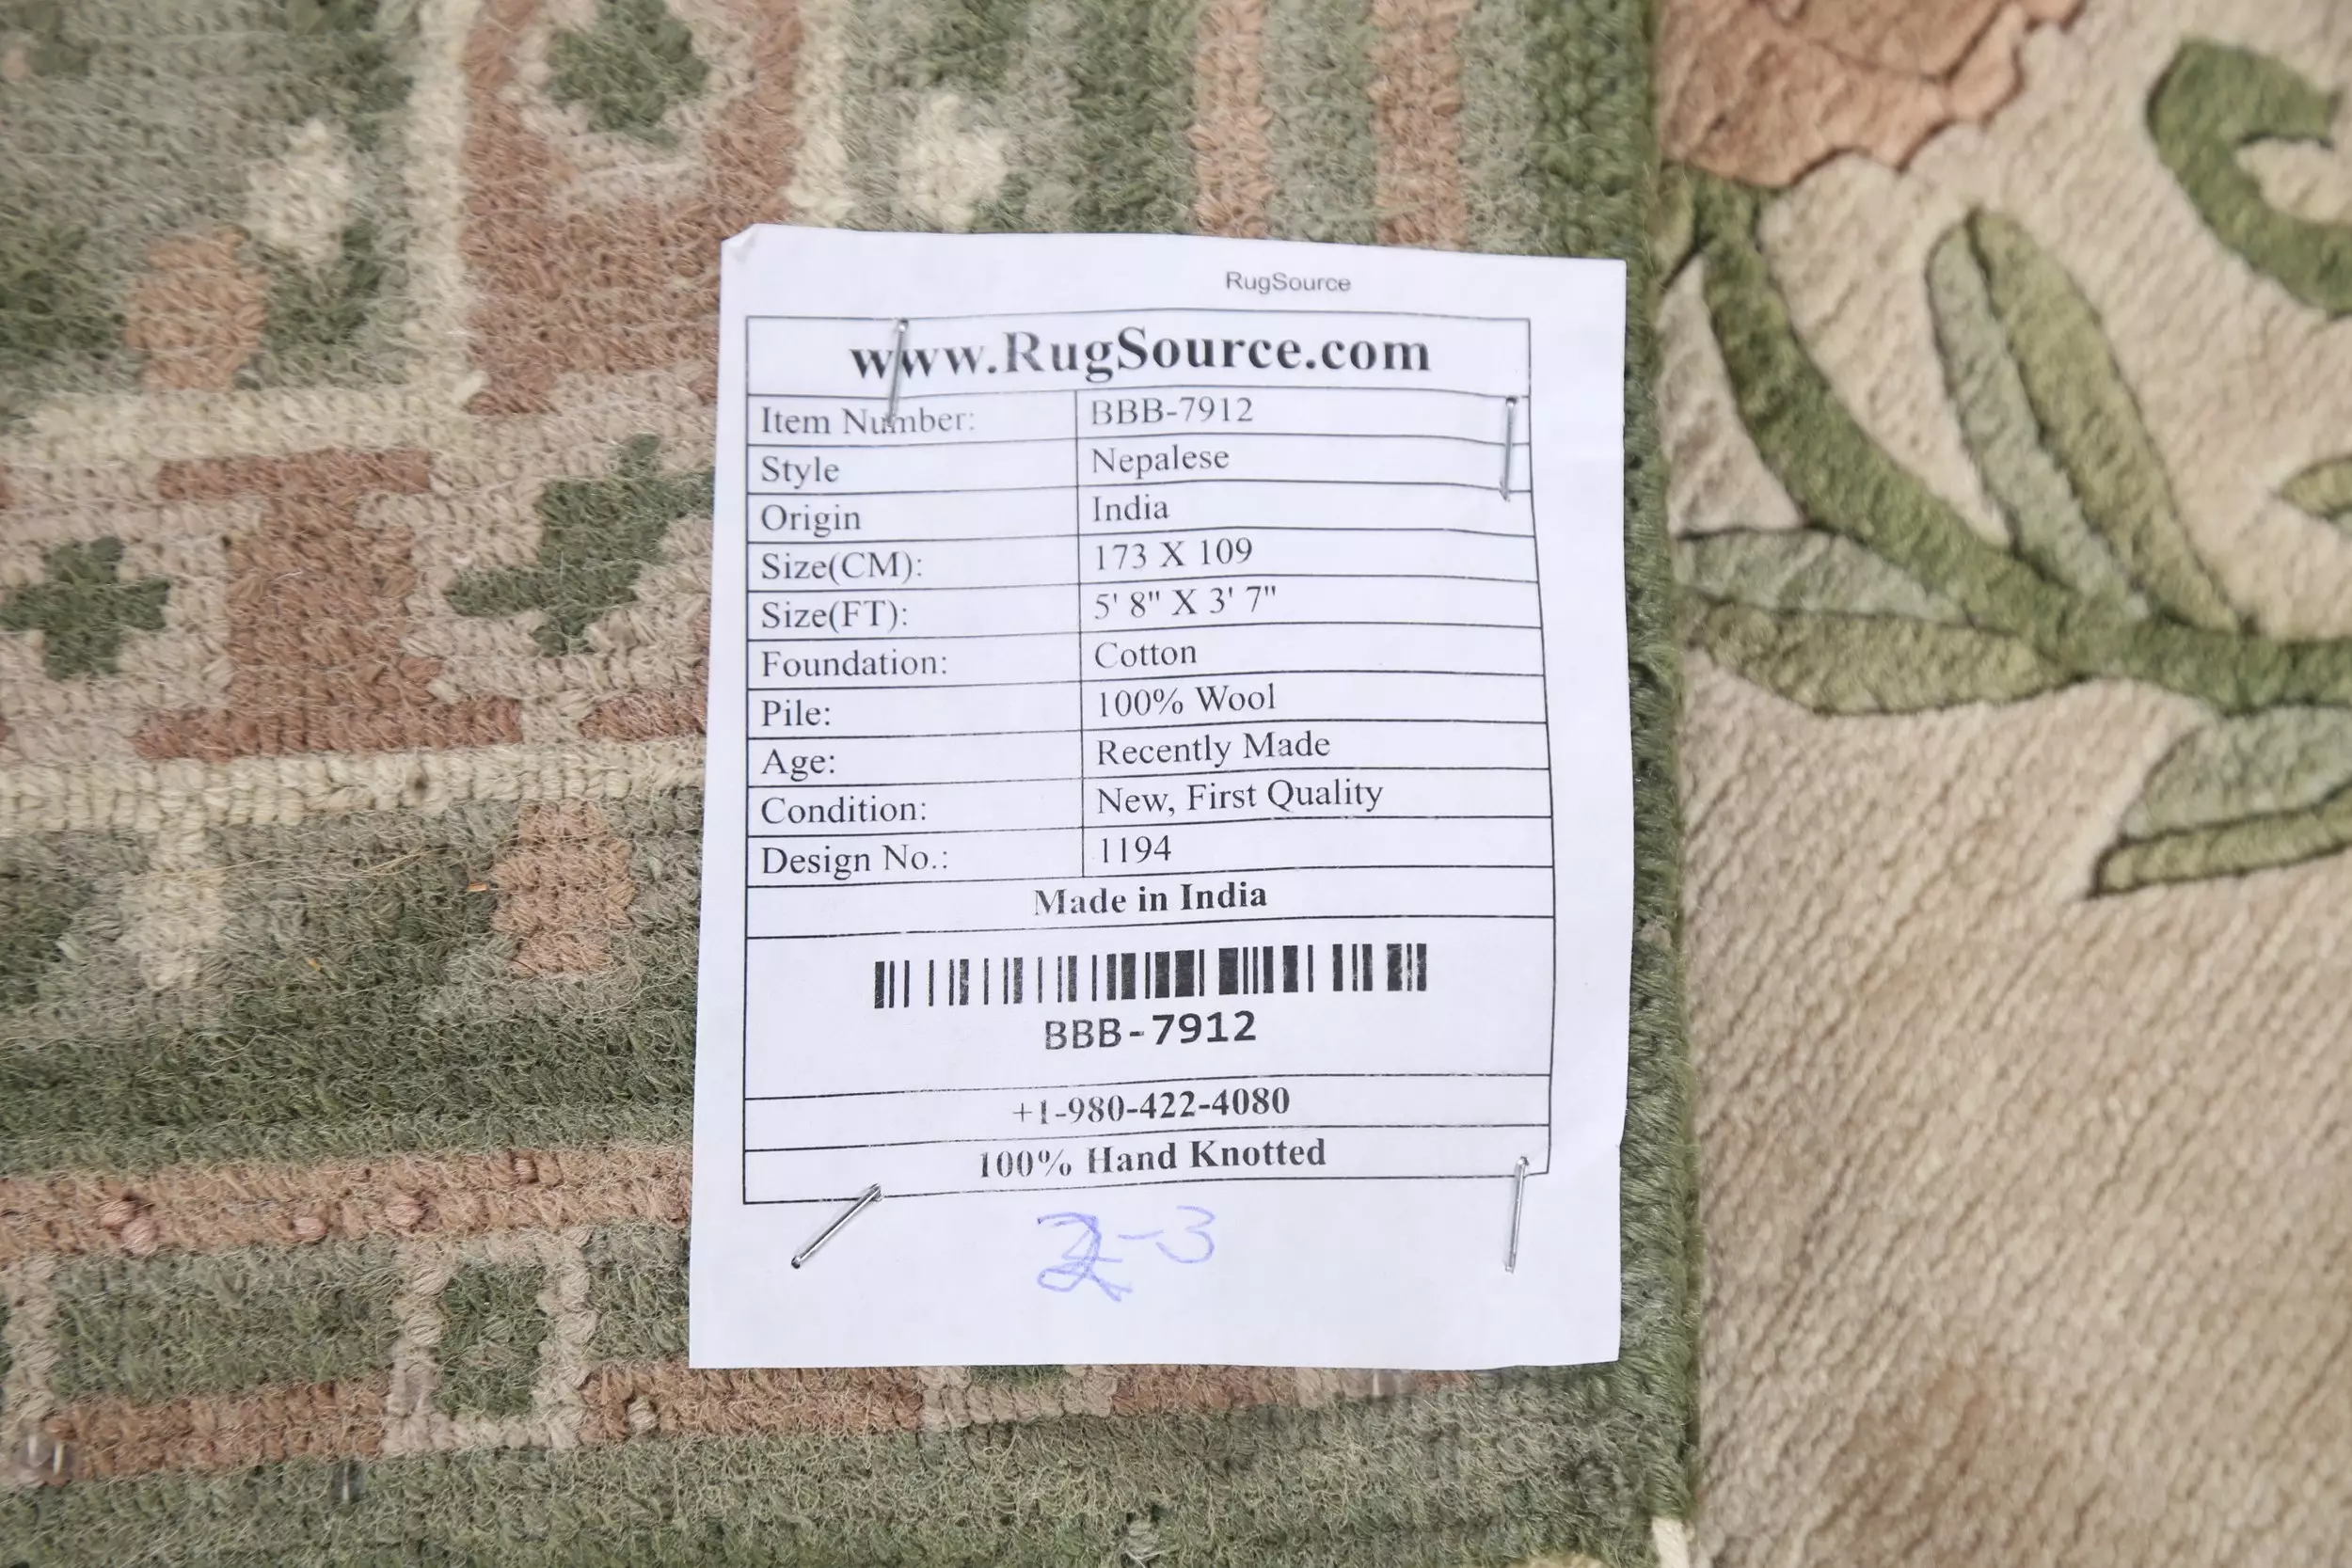 RugSource
www.RugSource.com
Item Number: BBB-7912
Style Nepalese
Origin India
Size(CM): 173 X 109
Size(FT): 5' 8" X 3' 7"
Foundation: Cotton
Pile: 100% Wool
Age: Recently Made
Condition: New, First Quality
Design No.: 1194
Made in India
BBB-7912
+1-980-422-4080
100% Hand Knotted
-3